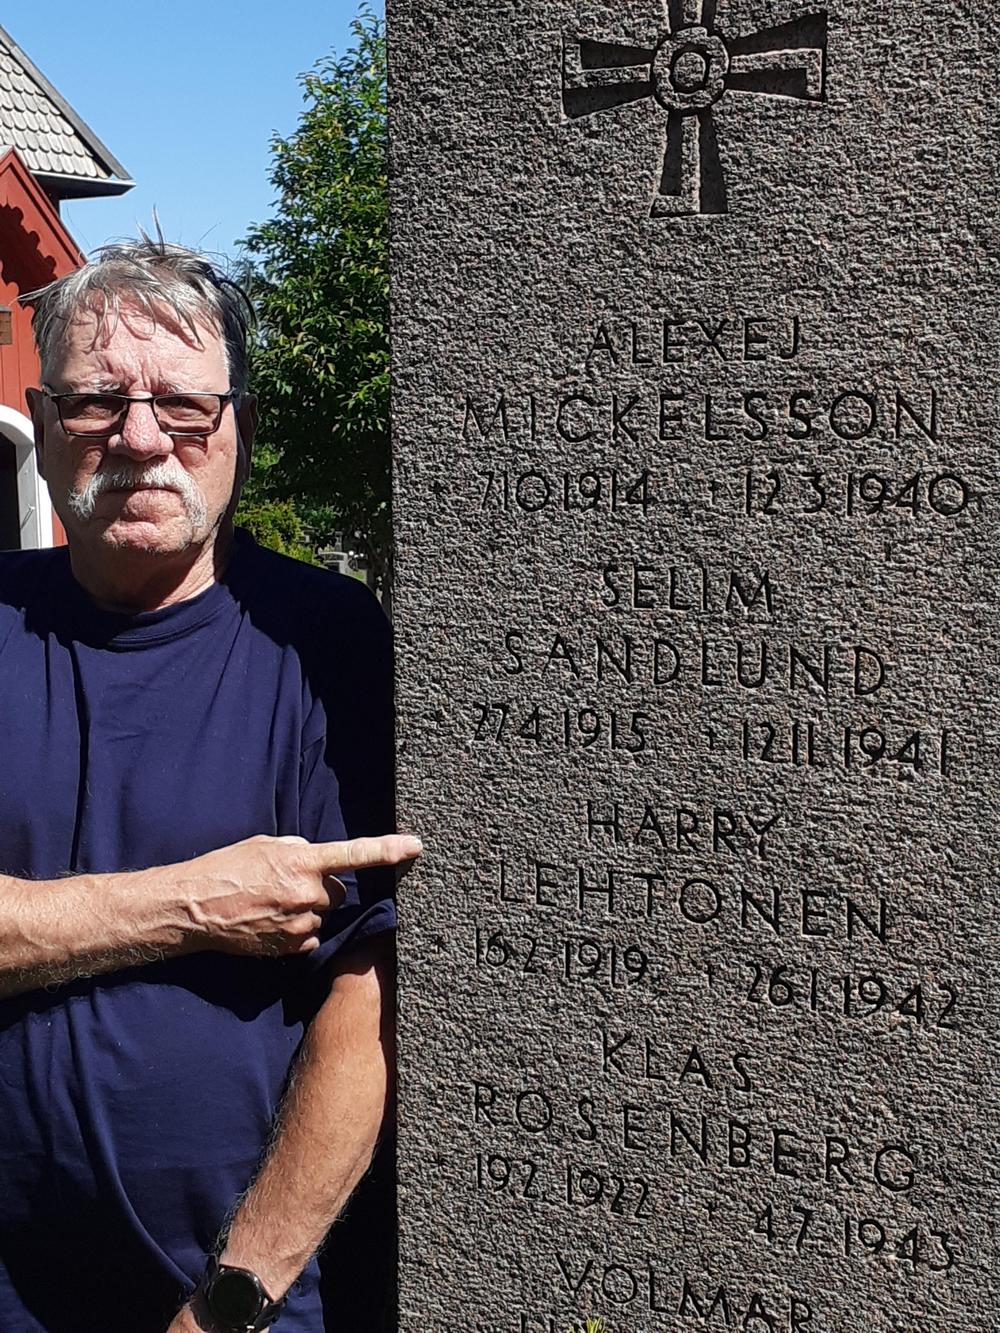 ALEXEJ
MICKELSSON
* 7.10.1914 † 12.3.1940
SELIM
SANDLUND
* 27.4.1915 † 12.11.1941
HARRY
LEHTONEN
* 16.2.1919 † 26.1.1942
KLAS
ROSENBERG
* 19.2.1922 † 4.7.1943
VOLMAR